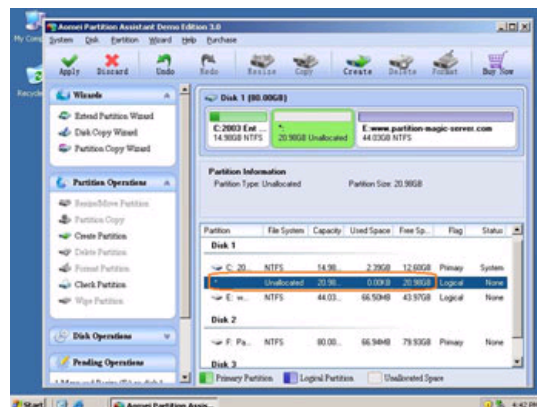 Aomei Partition Assistant Demo Edition 3.0
My Comp
System Disk Partition Wizard Help Purchase
Apply Discard Undo Redo Resize Copy Create Delete Format Buy Now
Recycle
Wizards
Extend Partition Wizard
Disk Copy Wizard
Partition Copy Wizard
Partition Operations
Resize/Move Partition
Partition Copy
Create Partition
Delete Partition
Format Partition
Check Partition
Wipe Partition
Disk Operations
Pending Operations
Disk 1 (80.00GB)
C:2003 Ent ...
14.98GB NTFS
*:
20.98GB Unallocated
E:www.partition-magic-server.com
44.03GB NTFS
Partition Information
Partition Type: Unallocated Partition Size: 20.98GB
Partition File System Capacity Used Space Free Sp... Flag Status
Disk 1
C: 20... NTFS 14.98... 2.39GB 12.60GB Primary System
* Unallocated 20.98... 0.00KB 20.98GB Logical None
E: w... NTFS 44.03... 66.50MB 43.97GB Logical None
Disk 2
F: Pa... NTFS 80.00... 66.94MB 79.93GB Primary None
Disk 3
Primary Partition Logical Partition Unallocated Space
Start Aomei Partition Assis... 4:42 PM